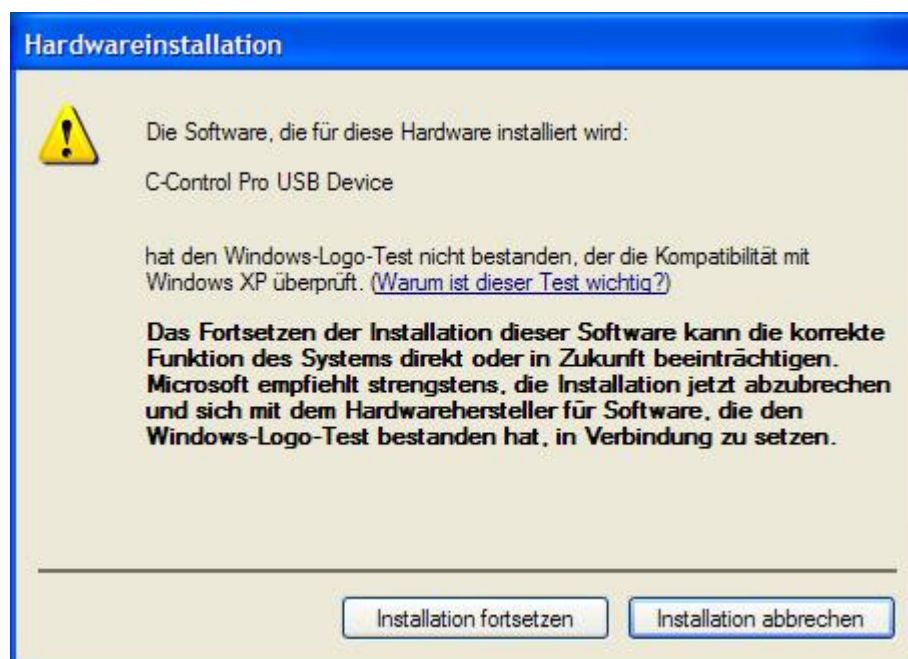 Hardwareinstallation
Die Software, die für diese Hardware installiert wird:
C-Control Pro USB Device
hat den Windows-Logo-Test nicht bestanden, der die Kompatibilität mit
Windows XP überprüft. (Warum ist dieser Test wichtig?)
Das Fortsetzen der Installation dieser Software kann die korrekte
Funktion des Systems direkt oder in Zukunft beeinträchtigen.
Microsoft empfiehlt strengstens, die Installation jetzt abzubrechen
und sich mit dem Hardwarehersteller für Software, die den
Windows-Logo-Test bestanden hat, in Verbindung zu setzen.
Installation fortsetzen
Installation abbrechen